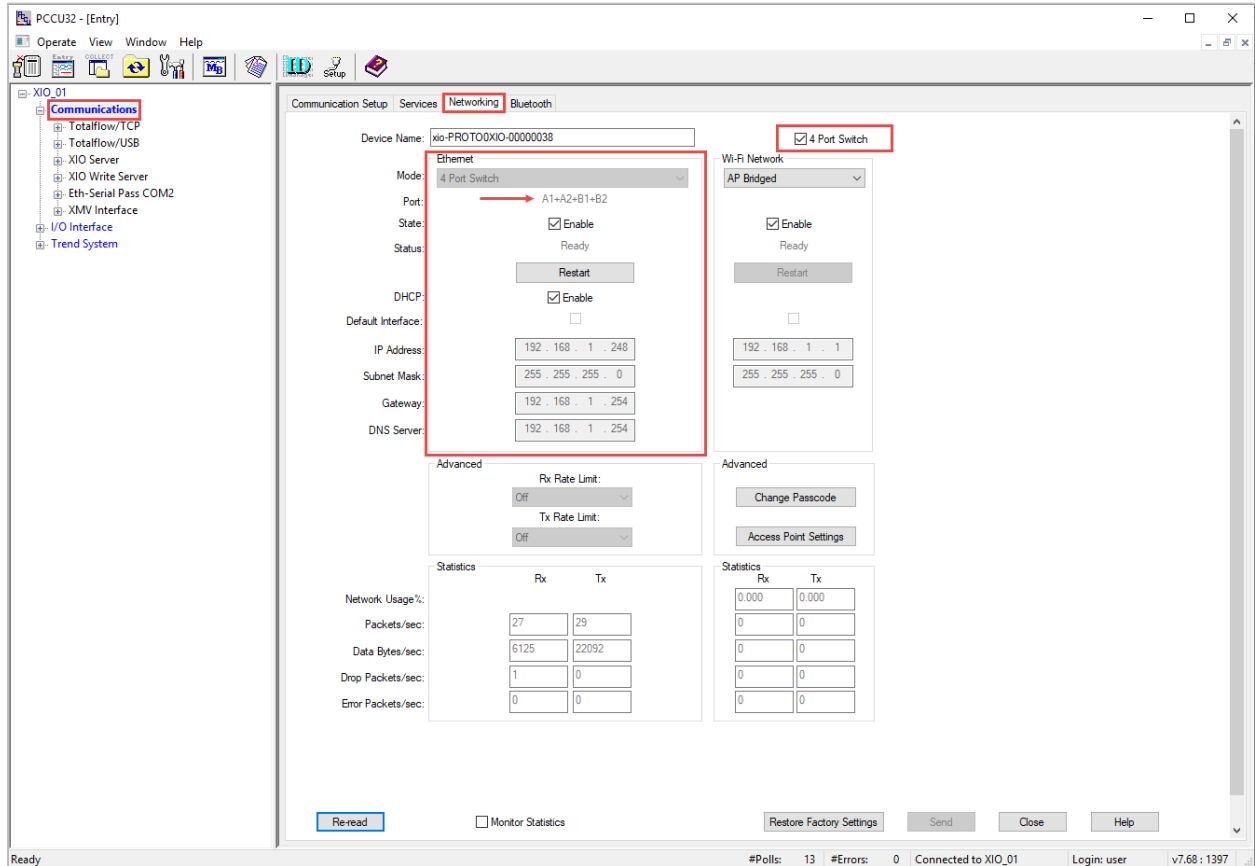 PCCU32 - [Entry]
Operate View Window Help
Entry COLLECT MB ID Setup
XIO_01
Communications
Totalflow/TCP
Totalflow/USB
XIO Server
XIO Write Server
Eth-Serial Pass COM2
XMV Interface
I/O Interface
Trend System
Communication Setup Services Networking Bluetooth
Device Name: xio-PROTO0XIO-00000038 4 Port Switch
Ethernet Wi-Fi Network
Mode: 4 Port Switch AP Bridged
Port: A1+A2+B1+B2
State: Enable Enable
Status: Ready Ready
Restart Restart
DHCP: Enable
Default Interface:
IP Address: 192 . 168 . 1 . 248 192 . 168 . 1 . 1
Subnet Mask: 255 . 255 . 255 . 0 255 . 255 . 255 . 0
Gateway: 192 . 168 . 1 . 254
DNS Server: 192 . 168 . 1 . 254
Advanced Advanced
Rx Rate Limit:
Off Change Passcode
Tx Rate Limit:
Off Access Point Settings
Statistics Statistics
Rx Tx Rx Tx
Network Usage%: 0.000 0.000
Packets/sec: 27 29 0 0
Data Bytes/sec: 6125 22092 0 0
Drop Packets/sec: 1 0 0 0
Error Packets/sec: 0 0 0 0
Re-read Monitor Statistics Restore Factory Settings Send Close Help
Ready #Polls: 13 #Errors: 0 Connected to XIO_01 Login: user v7.68 : 1397